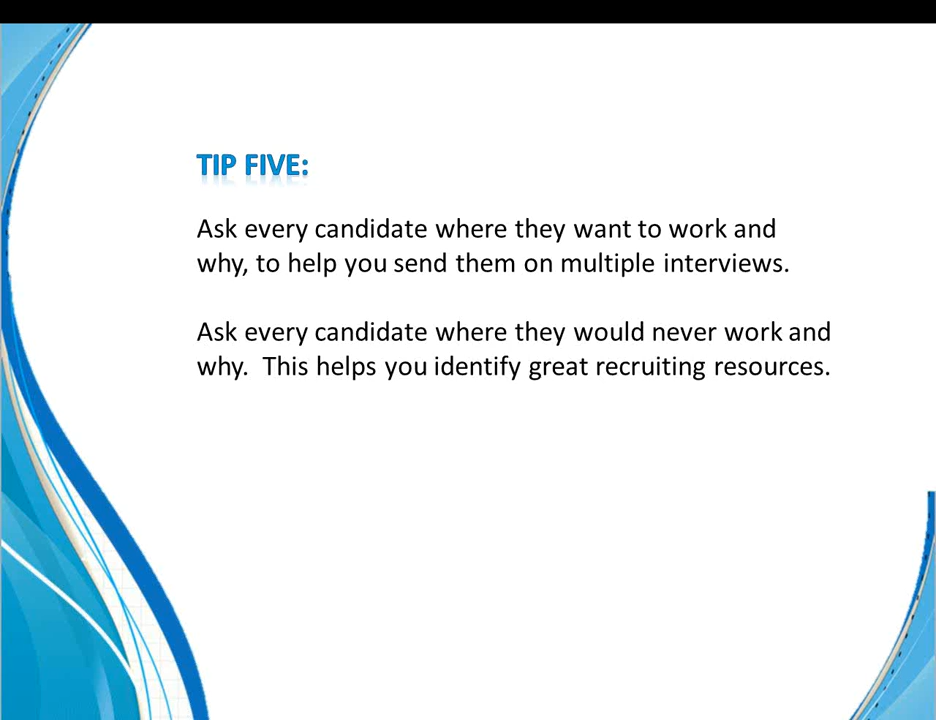 TIP FIVE:
Ask every candidate where they want to work and
why, to help you send them on multiple interviews.
Ask every candidate where they would never work and
why.  This helps you identify great recruiting resources.